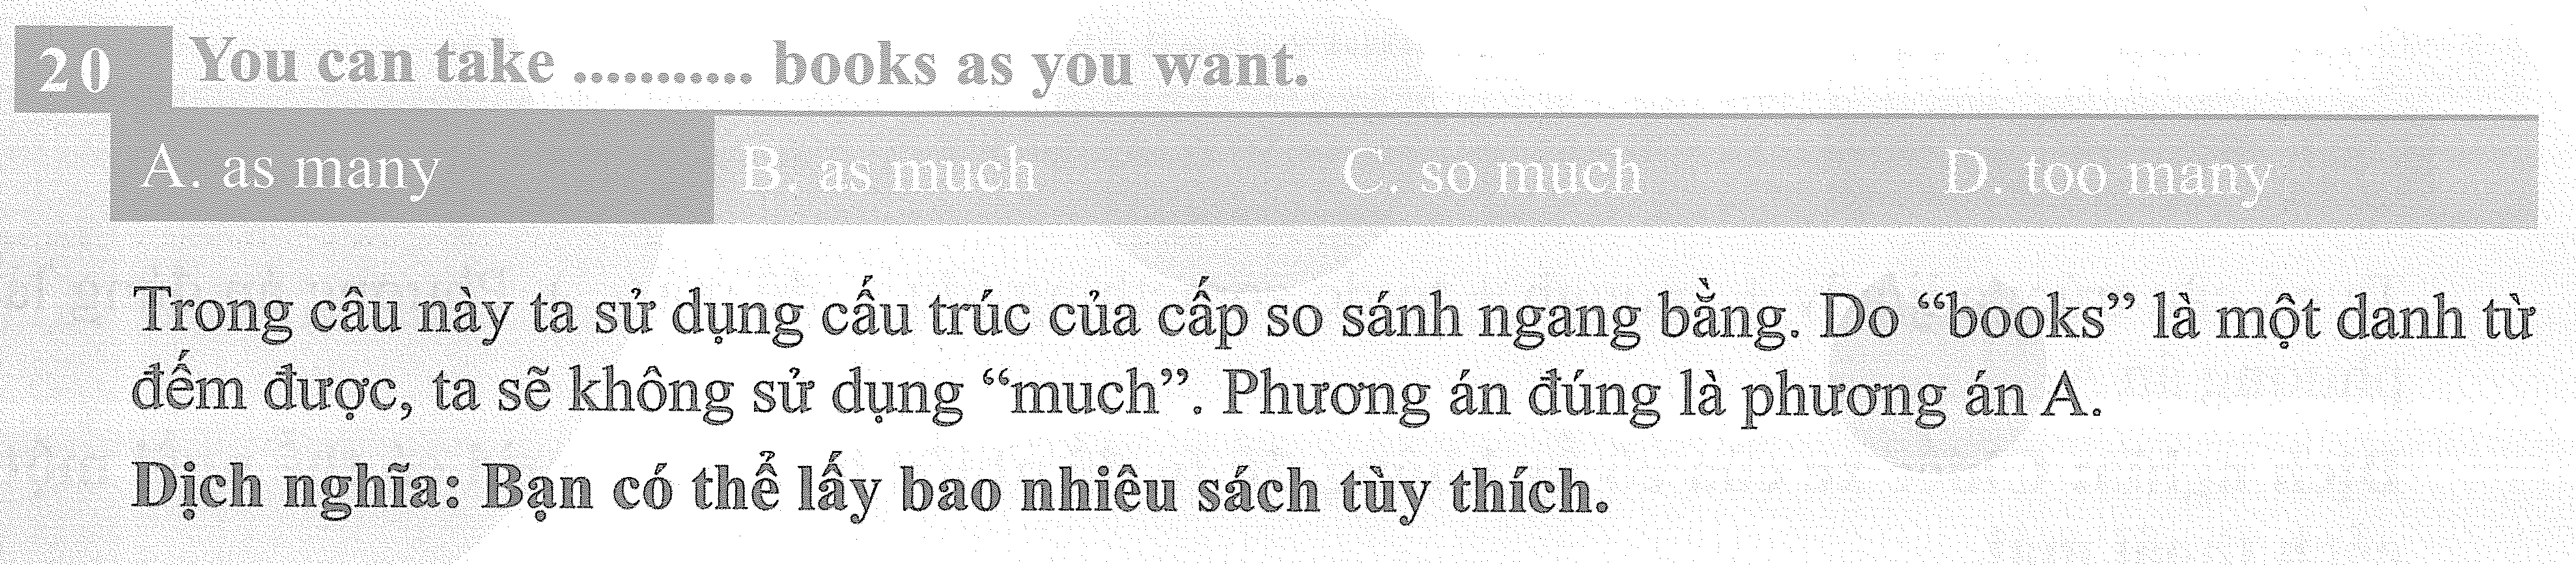 20 You can take ........... books as you want.
A. as many B. as much C. so much D. too many
Trong câu này ta sử dụng cấu trúc của cấp so sánh ngang bằng. Do “books” là một danh từ
đếm được, ta sẽ không sử dụng “much”. Phương án đúng là phương án A.
Dịch nghĩa: Bạn có thể lấy bao nhiêu sách tùy thích.